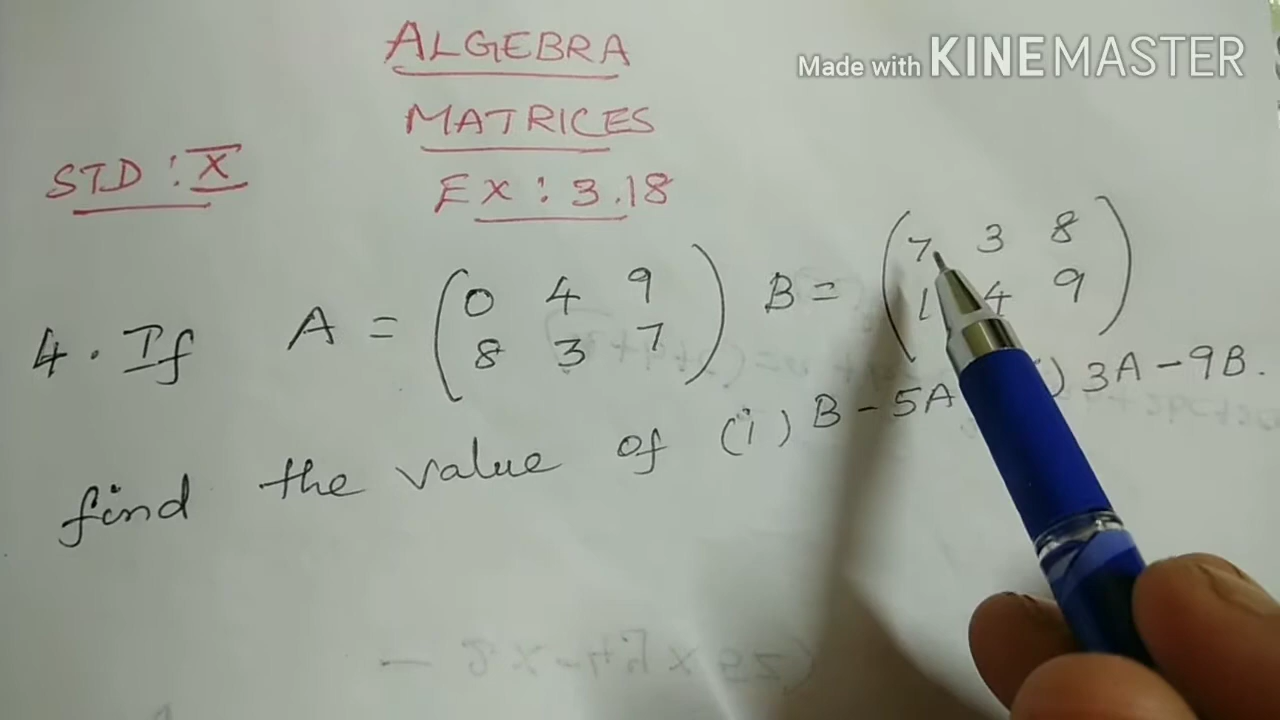 Made with KINEMASTER
ALGEBRA
MATRICES
STD : X
EX : 3.18
4. If A = (0 4 9
8 3 7) B = (7 3 8
1 4 9)
find the value of (i) B - 5A ) 3A - 9B.